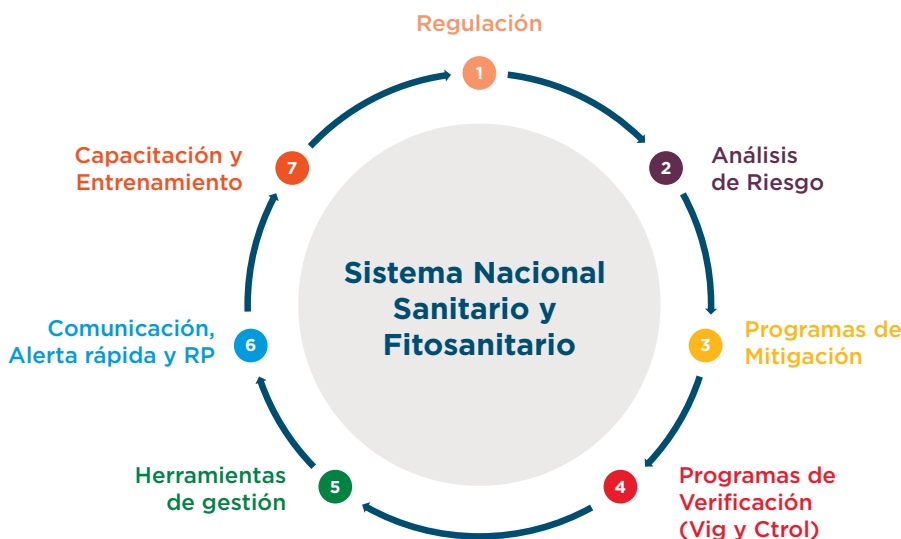 Regulación
1
2
Análisis
de Riesgo
3
Programas de
Mitigación
4
Programas de
Verificación
(Vig y Ctrol)
5
Herramientas
de gestión
6
Comunicación,
Alerta rápida y RP
7
Capacitación y
Entrenamiento
Sistema Nacional
Sanitario y
Fitosanitario